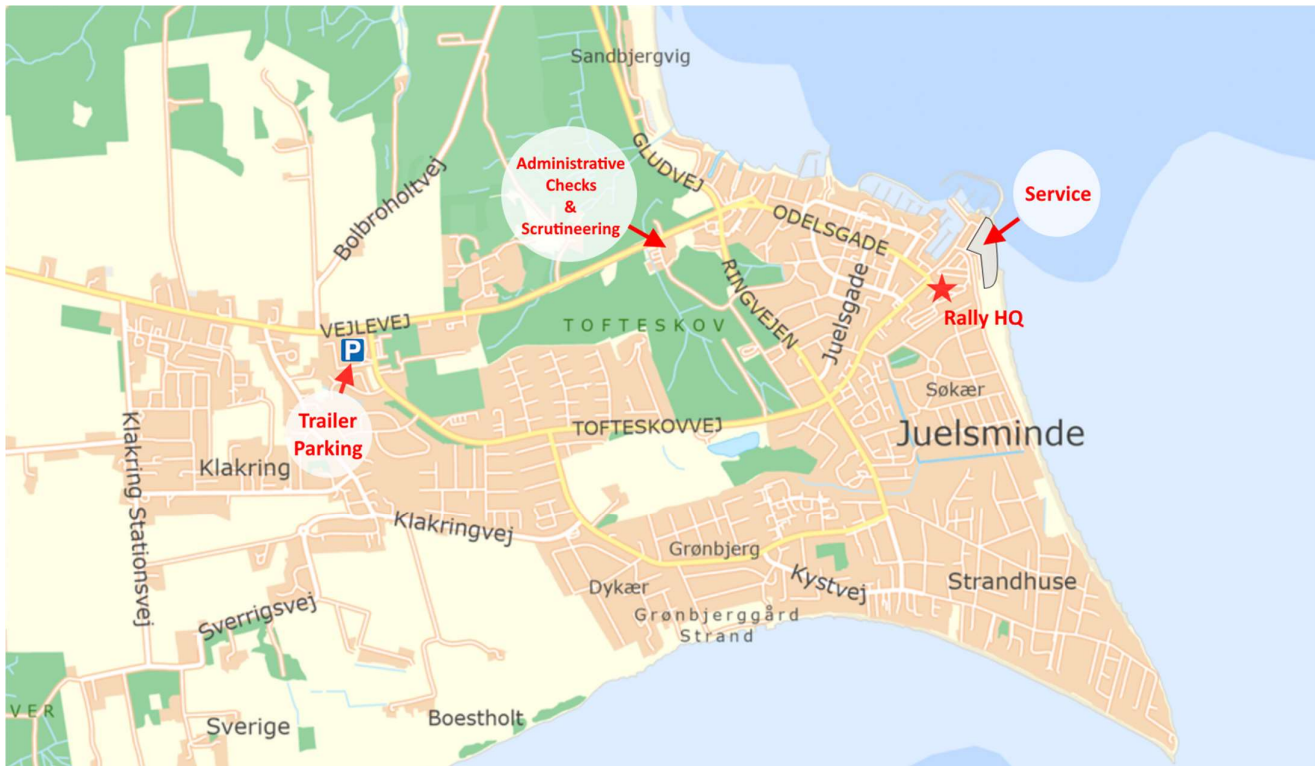 Sandbjergvig
GLUDVEJ
Administrative
Checks
&
Scrutineering
Service
Bolbroholtvej
ODELSGADE
RINGVEJEN
Juelsgade
Rally HQ
TOFTESKOV
VEJLEVEJ
P
Trailer
Parking
Søkær
TOFTESKOVVEJ
Juelsminde
Klakring
Klakring Stationsvej
Klakringvej
Grønbjerg
Dykær
Kystvej
Strandhuse
Sverrigsvej
Grønbjerggård
Strand
VER
Sverige
Boestholt